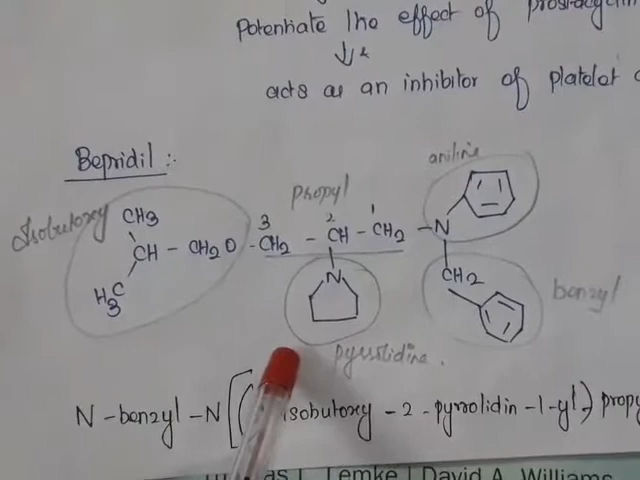 Potentiate the effect of
acts as an inhibitor of platelet
Bepridil :-
aniline
propyl
Isobutoxy
CH3
3 2 1
CH - CH2O - CH2 - CH - CH2 - N
H3C
N
CH2
benzyl
pyrrolidine.
N-benzyl-N[( isobutoxy-2-pyrrolidin-1-yl) propy
as L. Lemke | David A. Williams